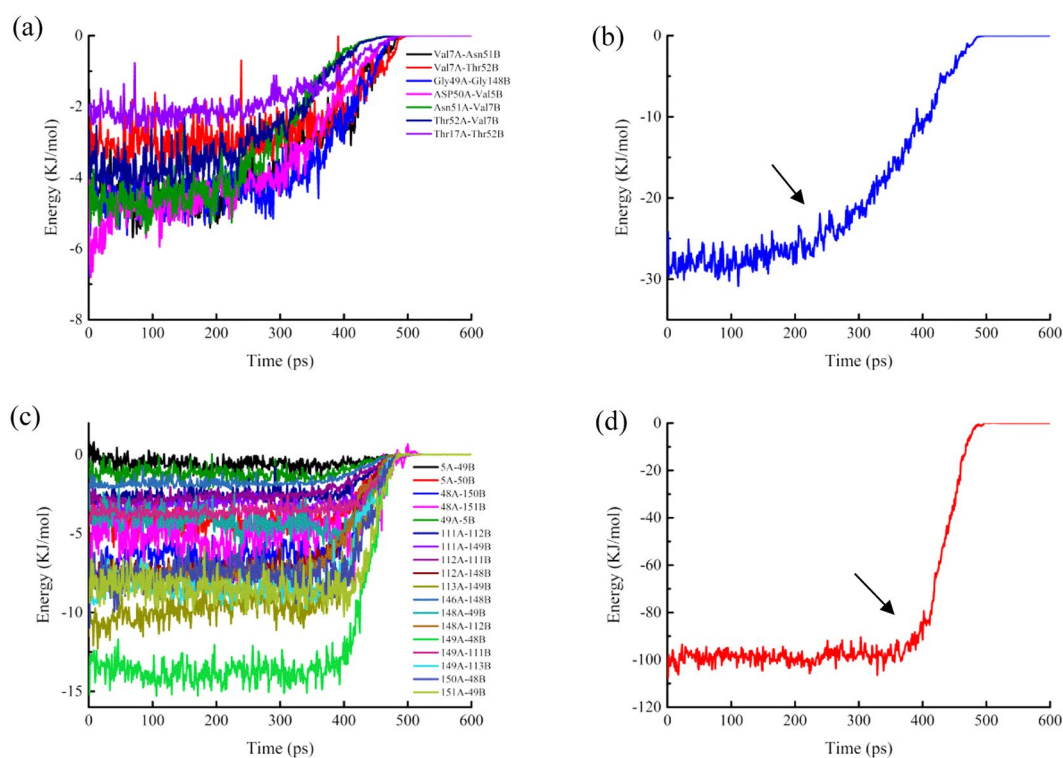 (a)
Energy (KJ/mol)
0
-2
-4
-6
-8
Val7A-Asn51B
Val7A-Thr52B
Gly49A-Gly148B
ASP50A-Val5B
Asn51A-Val7B
Thr52A-Val7B
Thr17A-Thr52B
0 100 200 300 400 500 600
Time (ps)
(b)
Energy (KJ/mol)
0
-10
-20
-30
0 100 200 300 400 500 600
Time (ps)
(c)
Energy (KJ/mol)
0
-5
-10
-15
5A-49B
5A-50B
48A-150B
48A-151B
49A-5B
111A-112B
111A-149B
112A-111B
112A-148B
113A-149B
146A-148B
148A-49B
148A-112B
149A-48B
149A-111B
149A-113B
150A-48B
151A-49B
0 100 200 300 400 500 600
Time (ps)
(d)
Energy (KJ/mol)
0
-20
-40
-60
-80
-100
-120
0 100 200 300 400 500 600
Time (ps)